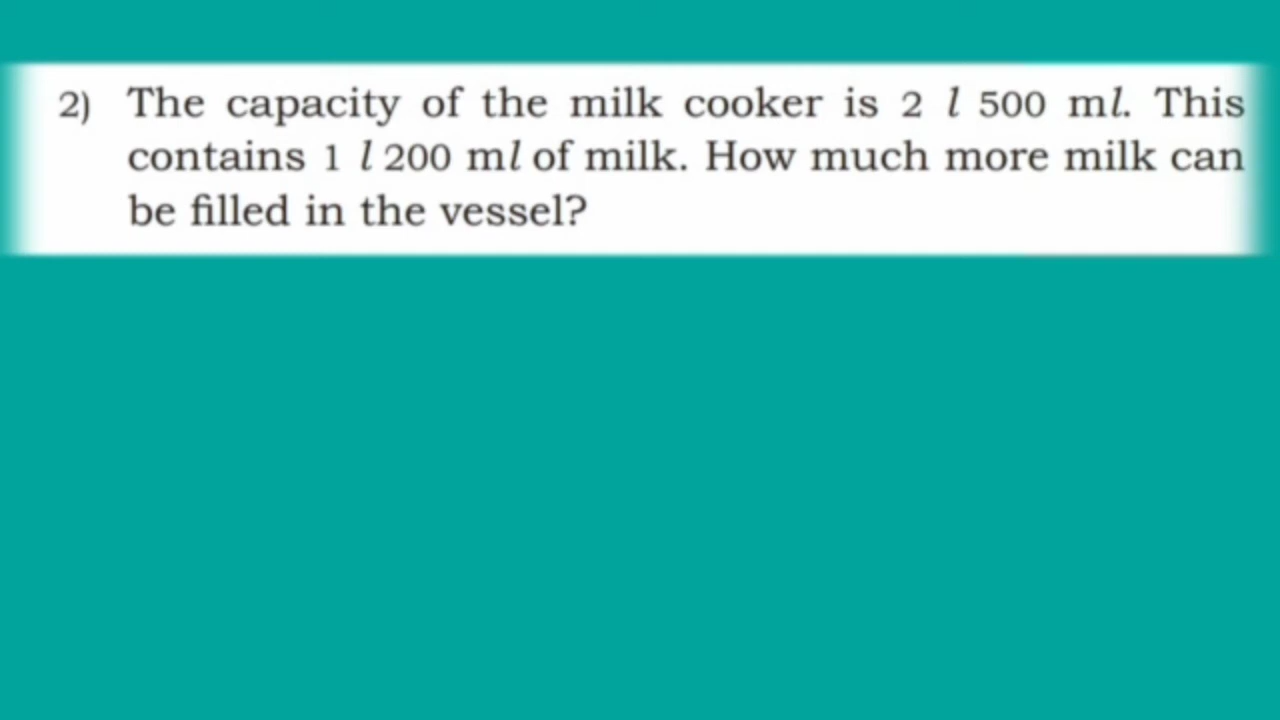 2) The capacity of the milk cooker is 2 l 500 ml. This
contains 1 l 200 ml of milk. How much more milk can
be filled in the vessel?